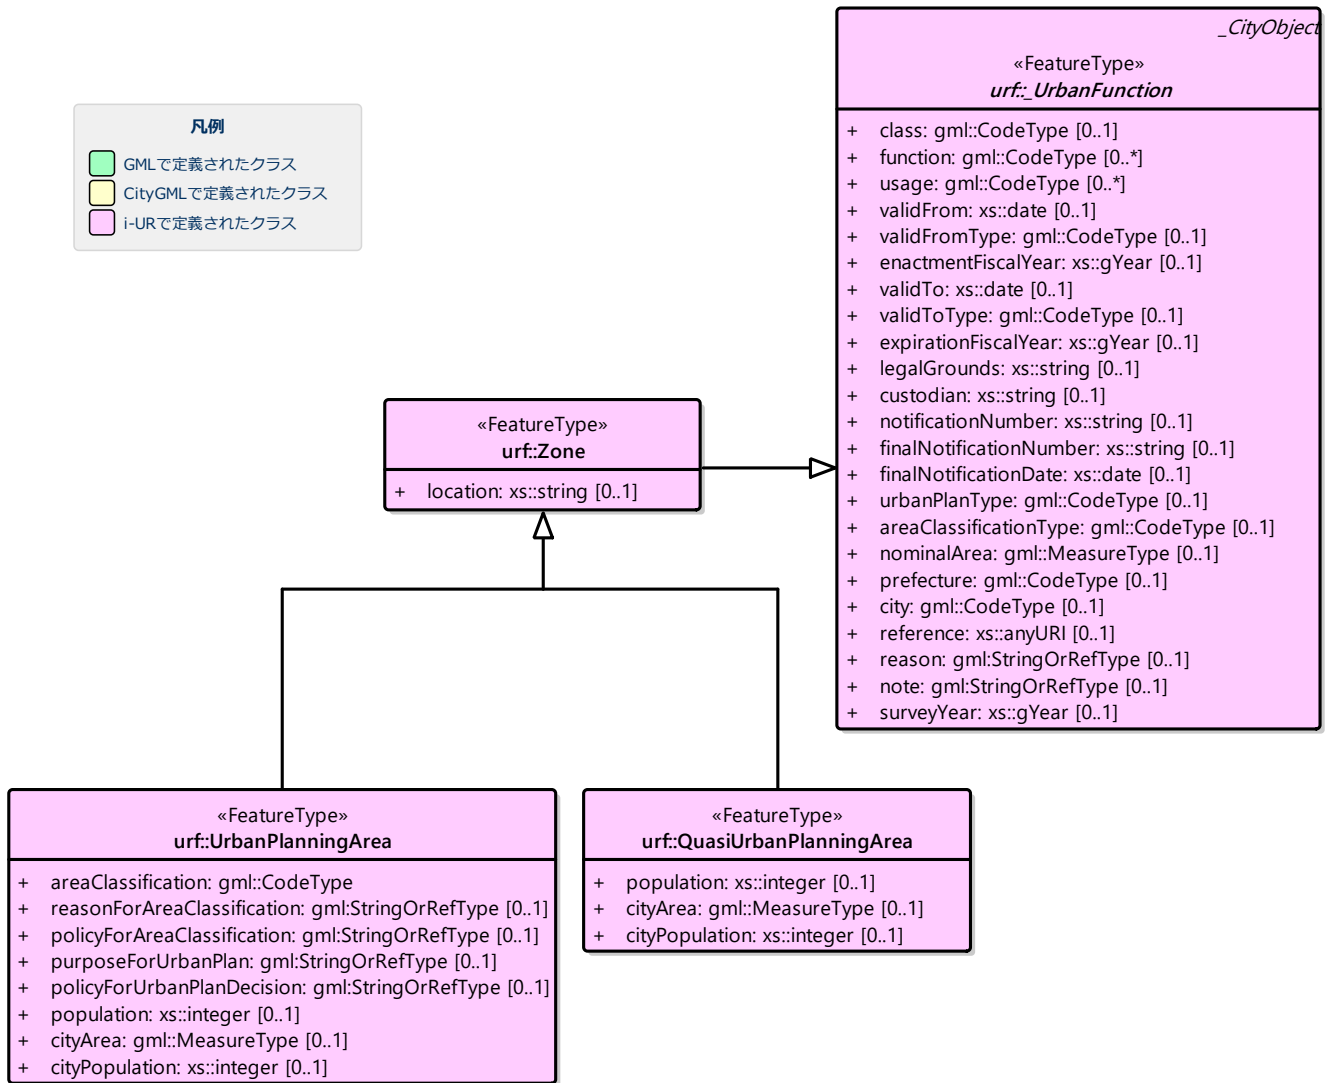 凡例
GMLで定義されたクラス
CityGMLで定義されたクラス
i-URで定義されたクラス
_CityObject
«FeatureType»
urf::_UrbanFunction
+ class: gml::CodeType [0..1]
+ function: gml::CodeType [0..*]
+ usage: gml::CodeType [0..*]
+ validFrom: xs::date [0..1]
+ validFromType: gml::CodeType [0..1]
+ enactmentFiscalYear: xs::gYear [0..1]
+ validTo: xs::date [0..1]
+ validToType: gml::CodeType [0..1]
+ expirationFiscalYear: xs::gYear [0..1]
+ legalGrounds: xs::string [0..1]
+ custodian: xs::string [0..1]
+ notificationNumber: xs::string [0..1]
+ finalNotificationNumber: xs::string [0..1]
+ finalNotificationDate: xs::date [0..1]
+ urbanPlanType: gml::CodeType [0..1]
+ areaClassificationType: gml::CodeType [0..1]
+ nominalArea: gml::MeasureType [0..1]
+ prefecture: gml::CodeType [0..1]
+ city: gml::CodeType [0..1]
+ reference: xs::anyURI [0..1]
+ reason: gml:StringOrRefType [0..1]
+ note: gml:StringOrRefType [0..1]
+ surveyYear: xs::gYear [0..1]
«FeatureType»
urf::Zone
+ location: xs::string [0..1]
«FeatureType»
urf::UrbanPlanningArea
+ areaClassification: gml::CodeType
+ reasonForAreaClassification: gml:StringOrRefType [0..1]
+ policyForAreaClassification: gml:StringOrRefType [0..1]
+ purposeForUrbanPlan: gml:StringOrRefType [0..1]
+ policyForUrbanPlanDecision: gml:StringOrRefType [0..1]
+ population: xs::integer [0..1]
+ cityArea: gml::MeasureType [0..1]
+ cityPopulation: xs::integer [0..1]
«FeatureType»
urf::QuasiUrbanPlanningArea
+ population: xs::integer [0..1]
+ cityArea: gml::MeasureType [0..1]
+ cityPopulation: xs::integer [0..1]